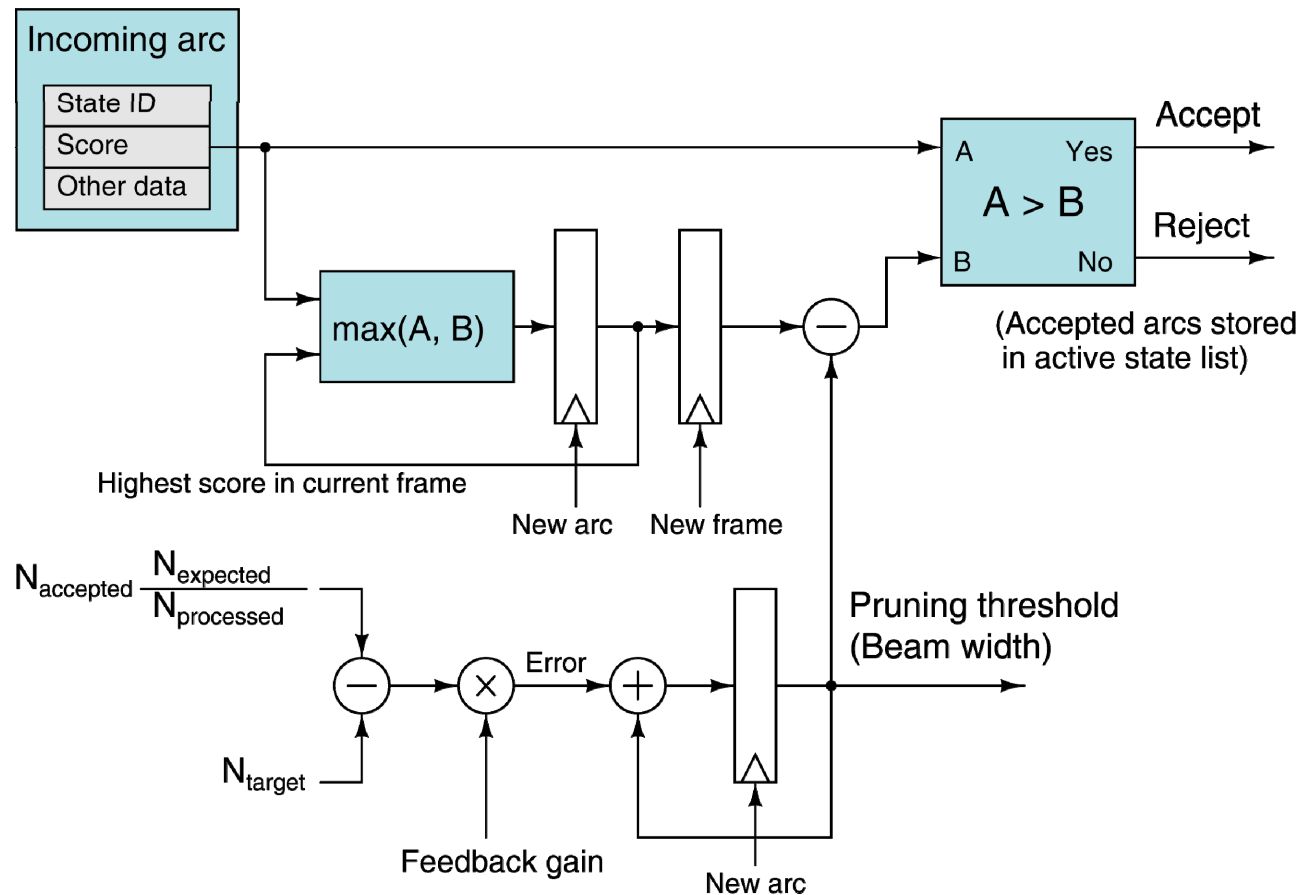 Incoming arc
State ID
Score
Other data
A Yes
A > B
B No
Accept
Reject
(Accepted arcs stored
in active state list)
max(A, B)
Highest score in current frame
New arc
New frame
N_accepted N_expected
N_processed
−
N_target
−
×
Error
+
Feedback gain
New arc
Pruning threshold
(Beam width)